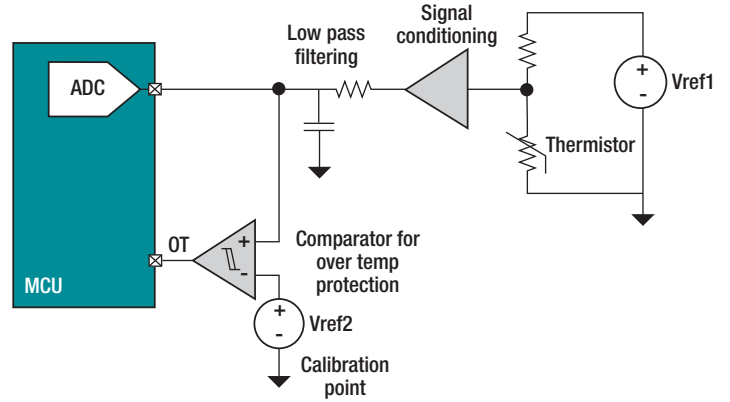 Signal
conditioning
Low pass
filtering
ADC
+
-
Vref1
Thermistor
OT
+
-
Comparator for
over temp
protection
MCU
+
-
Vref2
Calibration
point